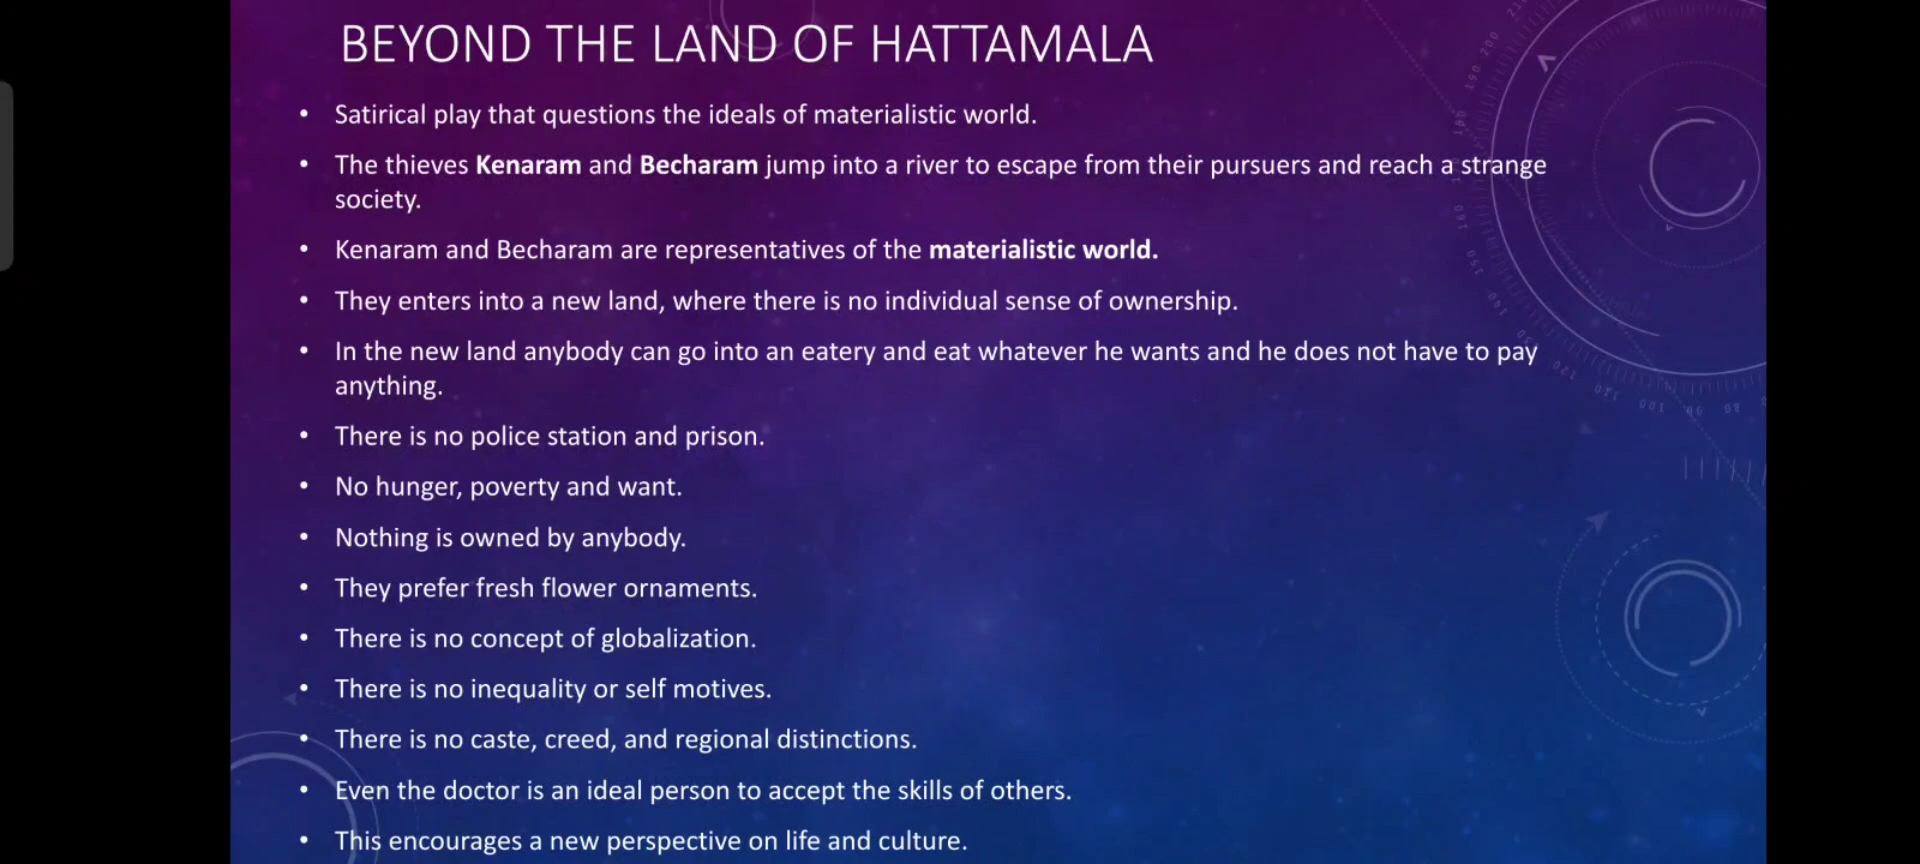 BEYOND THE LAND OF HATTAMALA
• Satirical play that questions the ideals of materialistic world.
• The thieves Kenaram and Becharam jump into a river to escape from their pursuers and reach a strange
society.
• Kenaram and Becharam are representatives of the materialistic world.
• They enters into a new land, where there is no individual sense of ownership.
• In the new land anybody can go into an eatery and eat whatever he wants and he does not have to pay
anything.
• There is no police station and prison.
• No hunger, poverty and want.
• Nothing is owned by anybody.
• They prefer fresh flower ornaments.
• There is no concept of globalization.
• There is no inequality or self motives.
• There is no caste, creed, and regional distinctions.
• Even the doctor is an ideal person to accept the skills of others.
• This encourages a new perspective on life and culture.